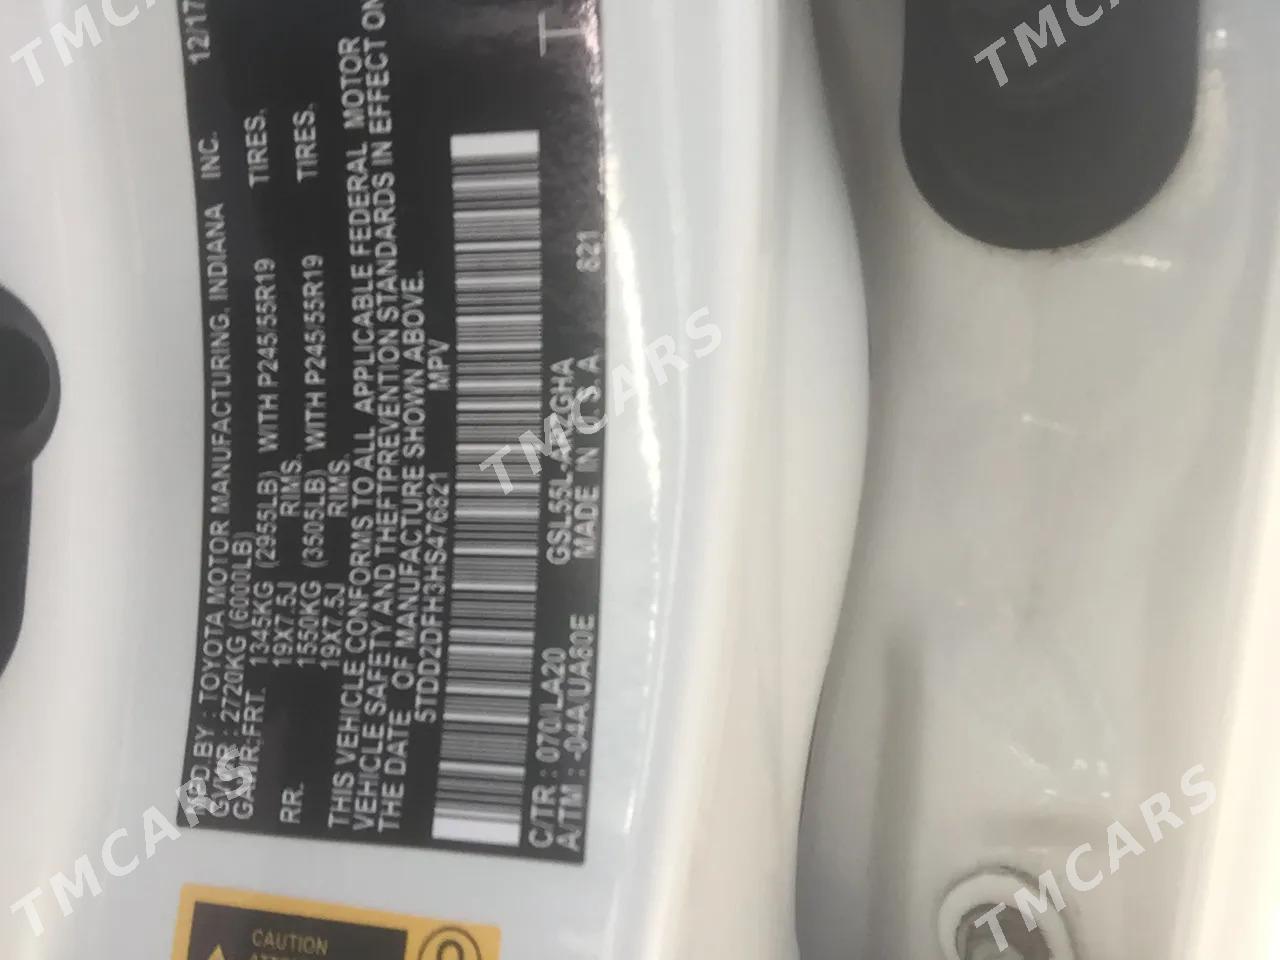 MFD.BY : TOYOTA MOTOR MANUFACTURING, INDIANA INC. 12/17
GVWR : 2720KG (6000LB)
GAWR:FRT. 1345KG (2955LB) WITH P245/55R19 TIRES,
19X7.5J RIMS.
RR. 1550KG (3505LB) WITH P245/55R19 TIRES,
19X7.5J RIMS.
THIS VEHICLE CONFORMS TO ALL APPLICABLE FEDERAL MOTOR
VEHICLE SAFETY AND THEFTPREVENTION STANDARDS IN EFFECT ON
THE DATE OF MANUFACTURE SHOWN ABOVE.
5TDD2DFH3HS476821 MPV
C/TR : 070/LA20 GSL55L-
A/TM : -04A/UA80E MADE IN U.S.A. 621
CAUTION
TMCARS
TMCARS
TMCARS
TMCARS
TMCARS